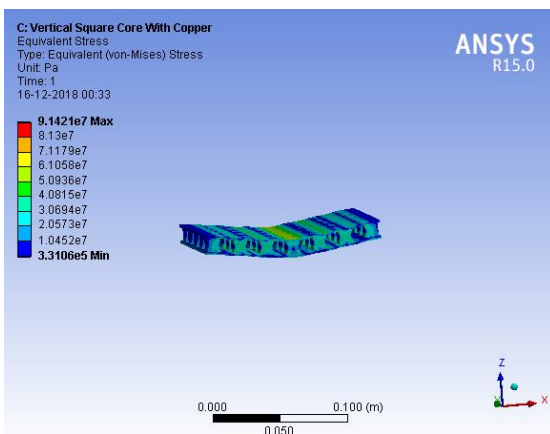 C: Vertical Square Core With Copper
Equivalent Stress
Type: Equivalent (von-Mises) Stress
Unit: Pa
Time: 1
16-12-2018 00:33
ANSYS
R15.0
9.1421e7 Max
8.13e7
7.1179e7
6.1058e7
5.0936e7
4.0815e7
3.0694e7
2.0573e7
1.0452e7
3.3106e5 Min
Z
X
0.000
0.100 (m)
0.050